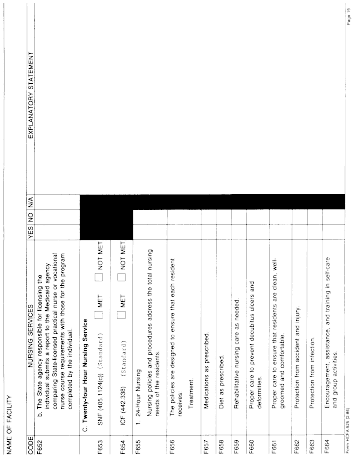 NAME OF FACILITY
CODE NURSING SERVICES YES NO N/A EXPLANATORY STATEMENT
F652 b. The State agency responsible for licensing the
individual submits a report to the Medicaid agency
comparing State-licensed practical nurse or vocational
nurse course requirements with those for the program
completed by the individual.
C. Twenty-four Hour Nursing Service
F653 SNF (405.1124(c)) (Standard) MET NOT MET
F654 ICF (442.338) (Standard) MET NOT MET
F655 1. 24-Hour Nursing
Nursing policies and procedures address the total nursing
needs of the residents.
F656 The policies are designed to ensure that each resident
receives:
Treatment
F657 Medications as prescribed.
F658 Diet as prescribed.
F659 Rehabilitative nursing care as needed.
F660 Proper care to prevent decubitus ulcers and
deformities.
F661 Proper care to ensure that residents are clean, well-
groomed and comfortable.
F662 Protection from accident and injury.
F663 Protection from infection.
F664 Encouragement, assistance, and training in self-care
and group activities.
Page 15